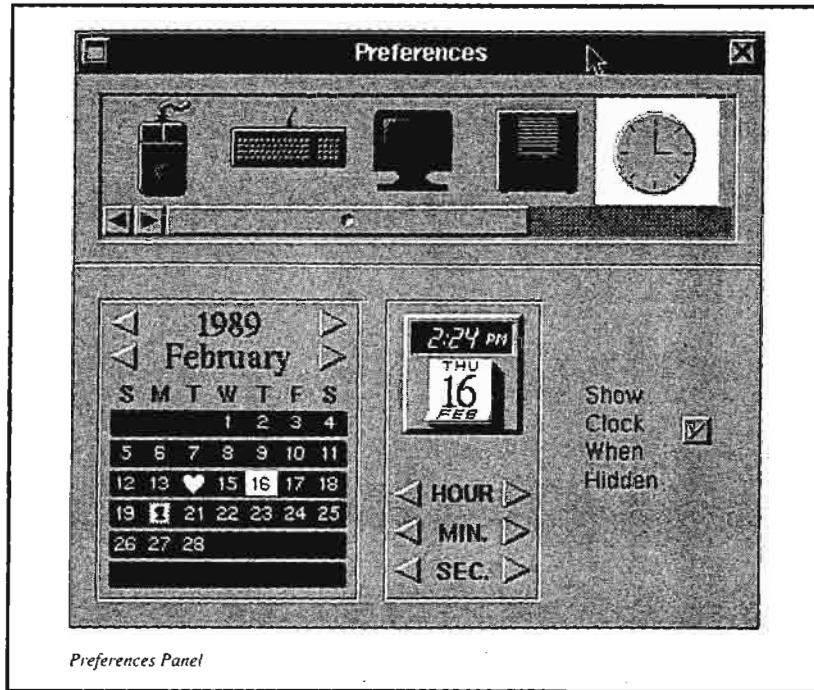 Preferences
1989
February
S M T W T F S
1 2 3 4
5 6 7 8 9 10 11
12 13 15 16 17 18
19 21 22 23 24 25
26 27 28
2:24 PM
THU
16
FEB
HOUR
MIN.
SEC.
Show
Clock
When
Hidden
Preferences Panel